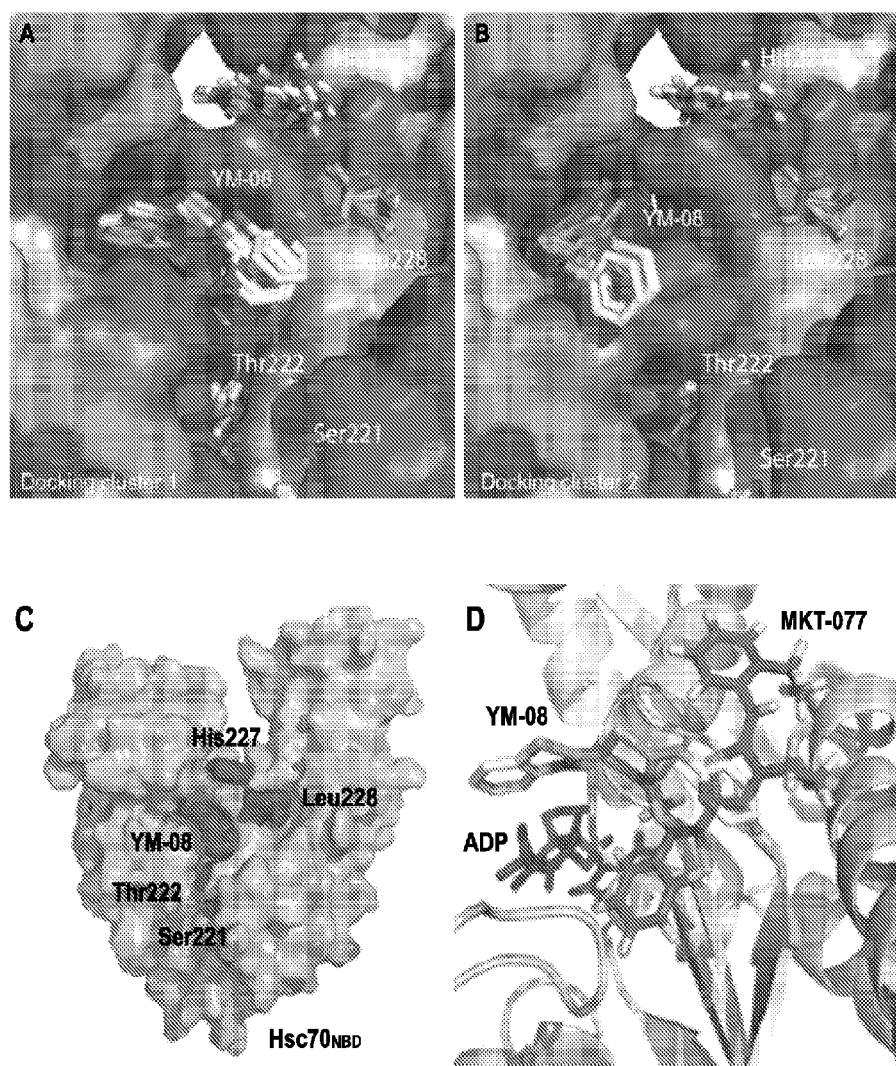 A
B
YM-08
YM-08
Leu228
Thr222
Thr222
Ser221
Ser221
Docking cluster 1
Docking cluster 2
C
D
MKT-077
YM-08
His227
Leu228
YM-08
ADP
Thr222
Ser221
Hsc70NBD